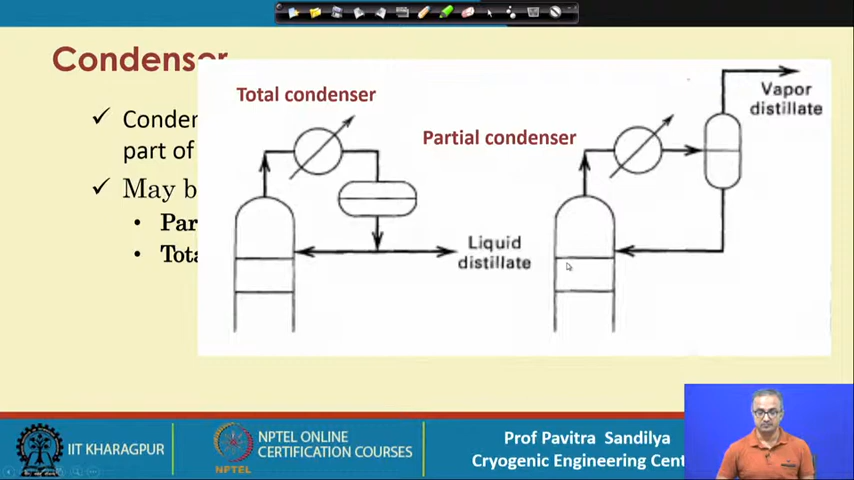 Condenser
Total condenser
Partial condenser
Vapor
distillate
Liquid
distillate
✓ Conden
part of
✓ May b
• Par
• Tota
IIT KHARAGPUR
NPTEL
NPTEL ONLINE
CERTIFICATION COURSES
Prof Pavitra Sandilya
Cryogenic Engineering Cent